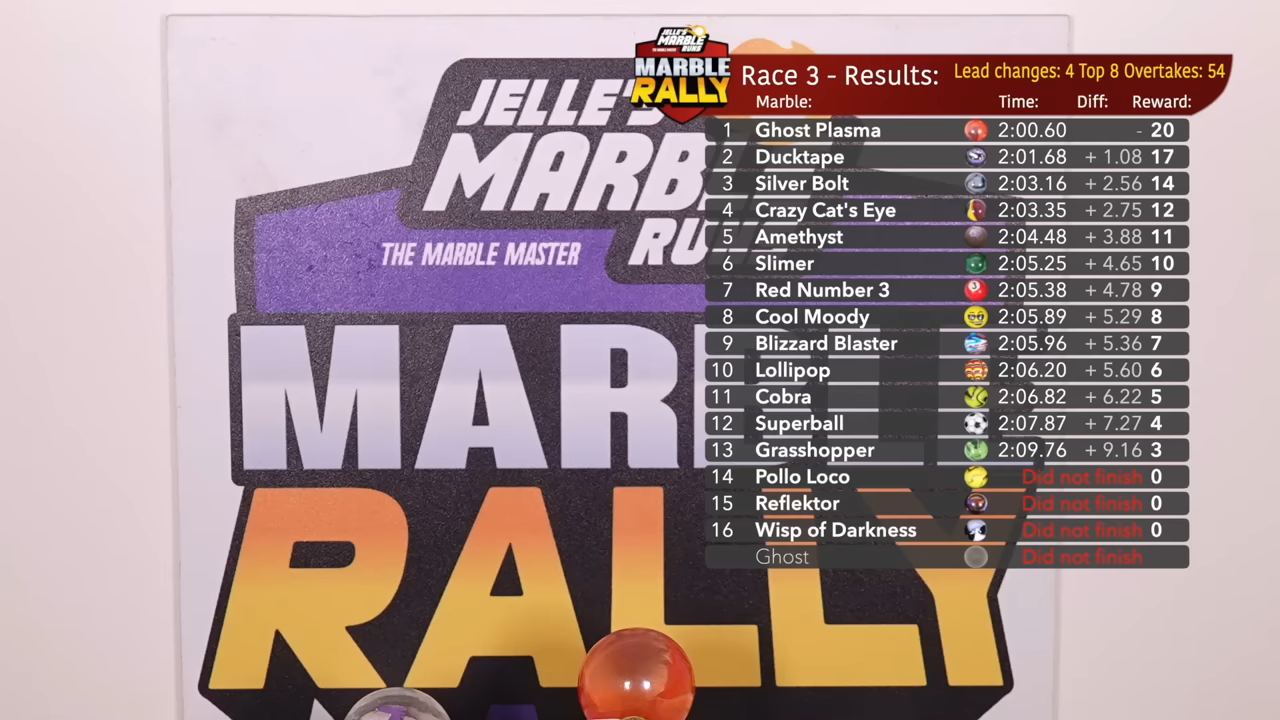 JELLE'S
MARBLE
RUNS
THE MARBLE MASTER
MARBLE
RALLY
Race 3 - Results: Lead changes: 4 Top 8 Overtakes: 54
Marble: Time: Diff: Reward:
1 Ghost Plasma 2:00.60 - 20
2 Ducktape 2:01.68 + 1.08 17
3 Silver Bolt 2:03.16 + 2.56 14
4 Crazy Cat's Eye 2:03.35 + 2.75 12
5 Amethyst 2:04.48 + 3.88 11
6 Slimer 2:05.25 + 4.65 10
7 Red Number 3 2:05.38 + 4.78 9
8 Cool Moody 2:05.89 + 5.29 8
9 Blizzard Blaster 2:05.96 + 5.36 7
10 Lollipop 2:06.20 + 5.60 6
11 Cobra 2:06.82 + 6.22 5
12 Superball 2:07.87 + 7.27 4
13 Grasshopper 2:09.76 + 9.16 3
14 Pollo Loco Did not finish 0
15 Reflektor Did not finish 0
16 Wisp of Darkness Did not finish 0
Ghost Did not finish
JELLE'S
MARB
RU
THE MARBLE MASTER
MAR
RALLY